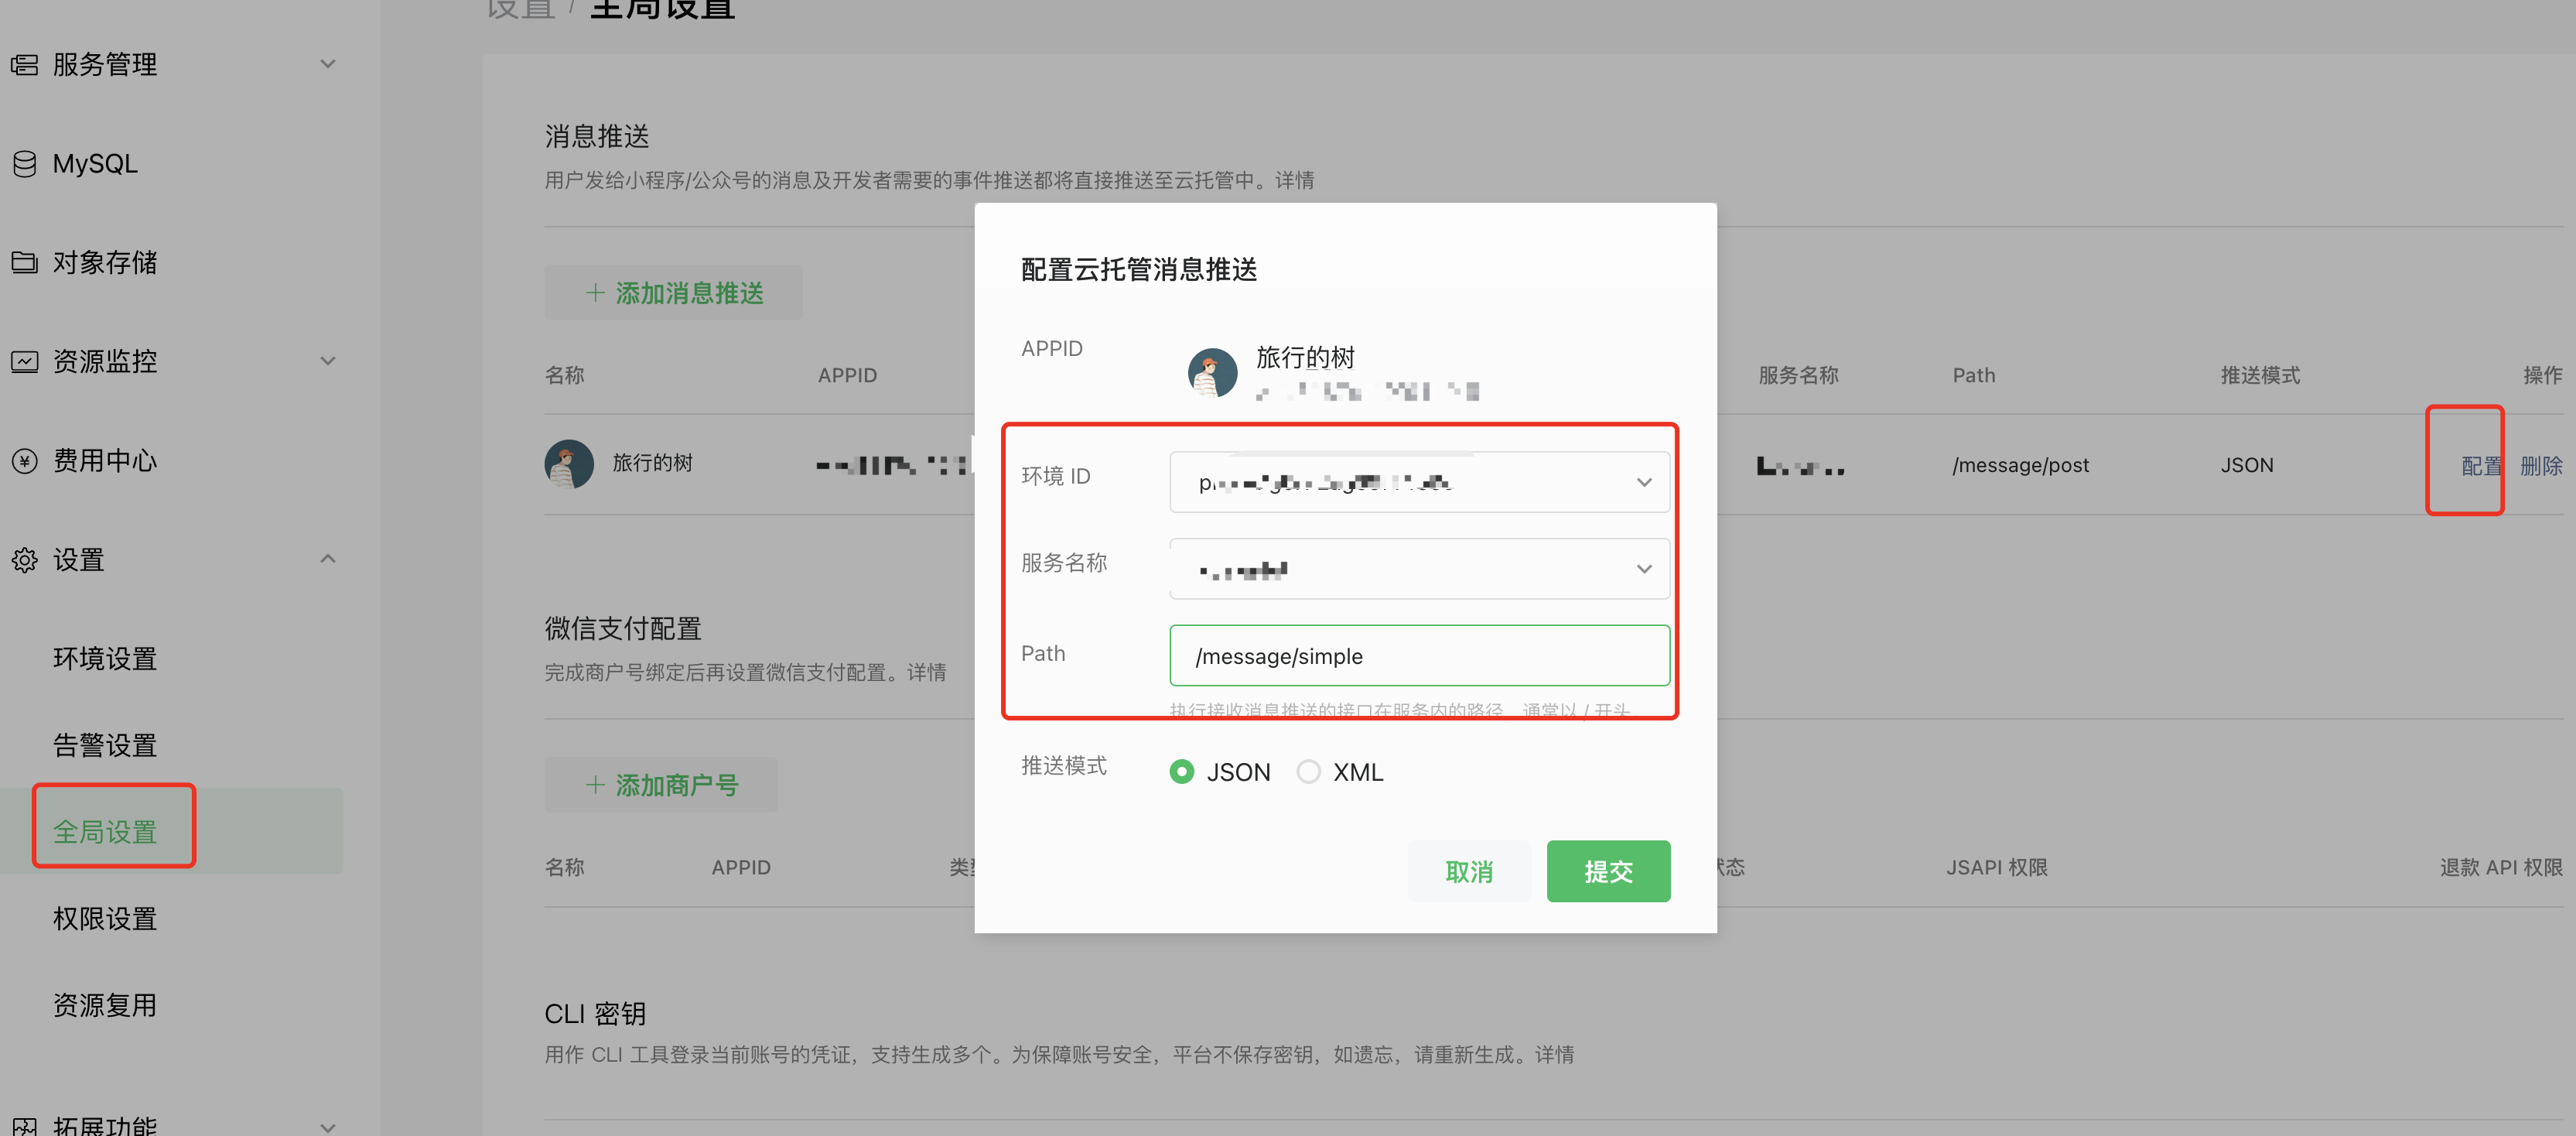 设置 / 全局设置
服务管理
MySQL
对象存储
资源监控
费用中心
设置
环境设置
告警设置
全局设置
权限设置
资源复用
拓展功能
消息推送
用户发给小程序/公众号的消息及开发者需要的事件推送都将直接推送至云托管中。详情
+ 添加消息推送
名称 APPID 服务名称 Path 推送模式 操作
旅行的树 /message/post JSON 配置 删除
微信支付配置
完成商户号绑定后再设置微信支付配置。详情
+ 添加商户号
名称 APPID 类 状态 JSAPI 权限 退款 API 权限
CLI 密钥
用作 CLI 工具登录当前账号的凭证，支持生成多个。为保障账号安全，平台不保存密钥，如遗忘，请重新生成。详情
配置云托管消息推送
APPID
旅行的树
环境 ID
服务名称
Path
/message/simple
执行接收消息推送的接口在服务内的路径，通常以 / 开头
推送模式
JSON XML
取消 提交